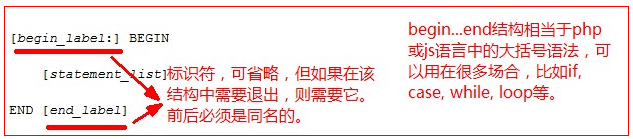 [begin_label:] BEGIN
[statement_list]
END [end_label]
标识符，可省略，但如果在该
结构中需要退出，则需要它。
前后必须是同名的。
begin...end结构相当于php
或js语言中的大括号语法，可
以用在很多场合，比如if,
case, while, loop等。